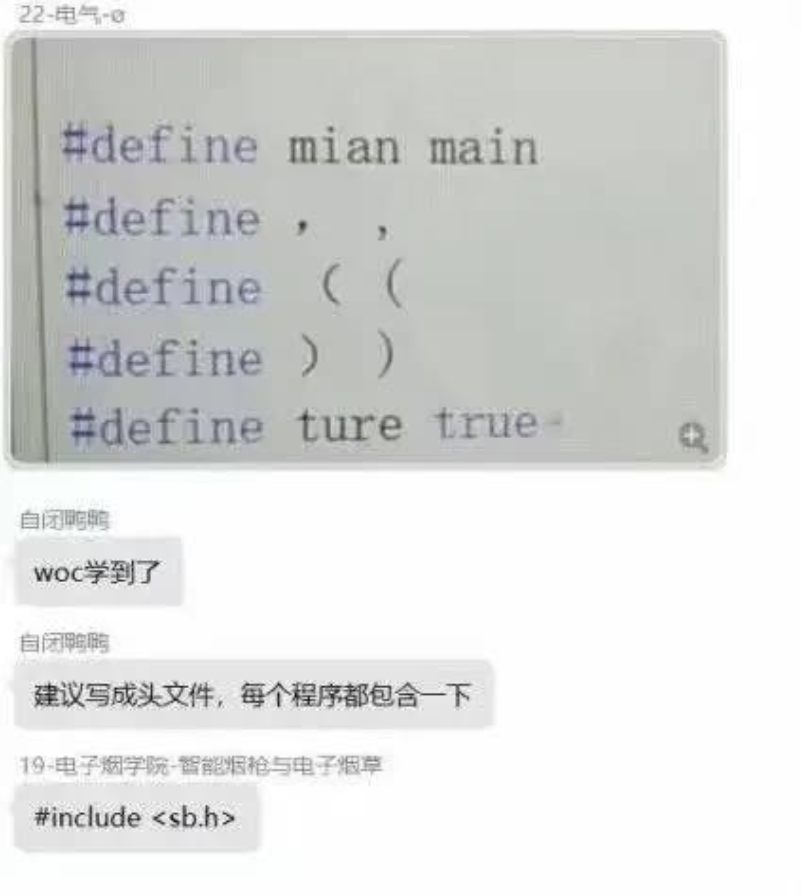 22-电气-ø
#define mian main
#define ， ,
#define （ (
#define ） )
#define ture true
自闭鸭鸭
woc学到了
自闭鸭鸭
建议写成头文件，每个程序都包含一下
19-电子烟学院-智能烟枪与电子烟草
#include <sb.h>